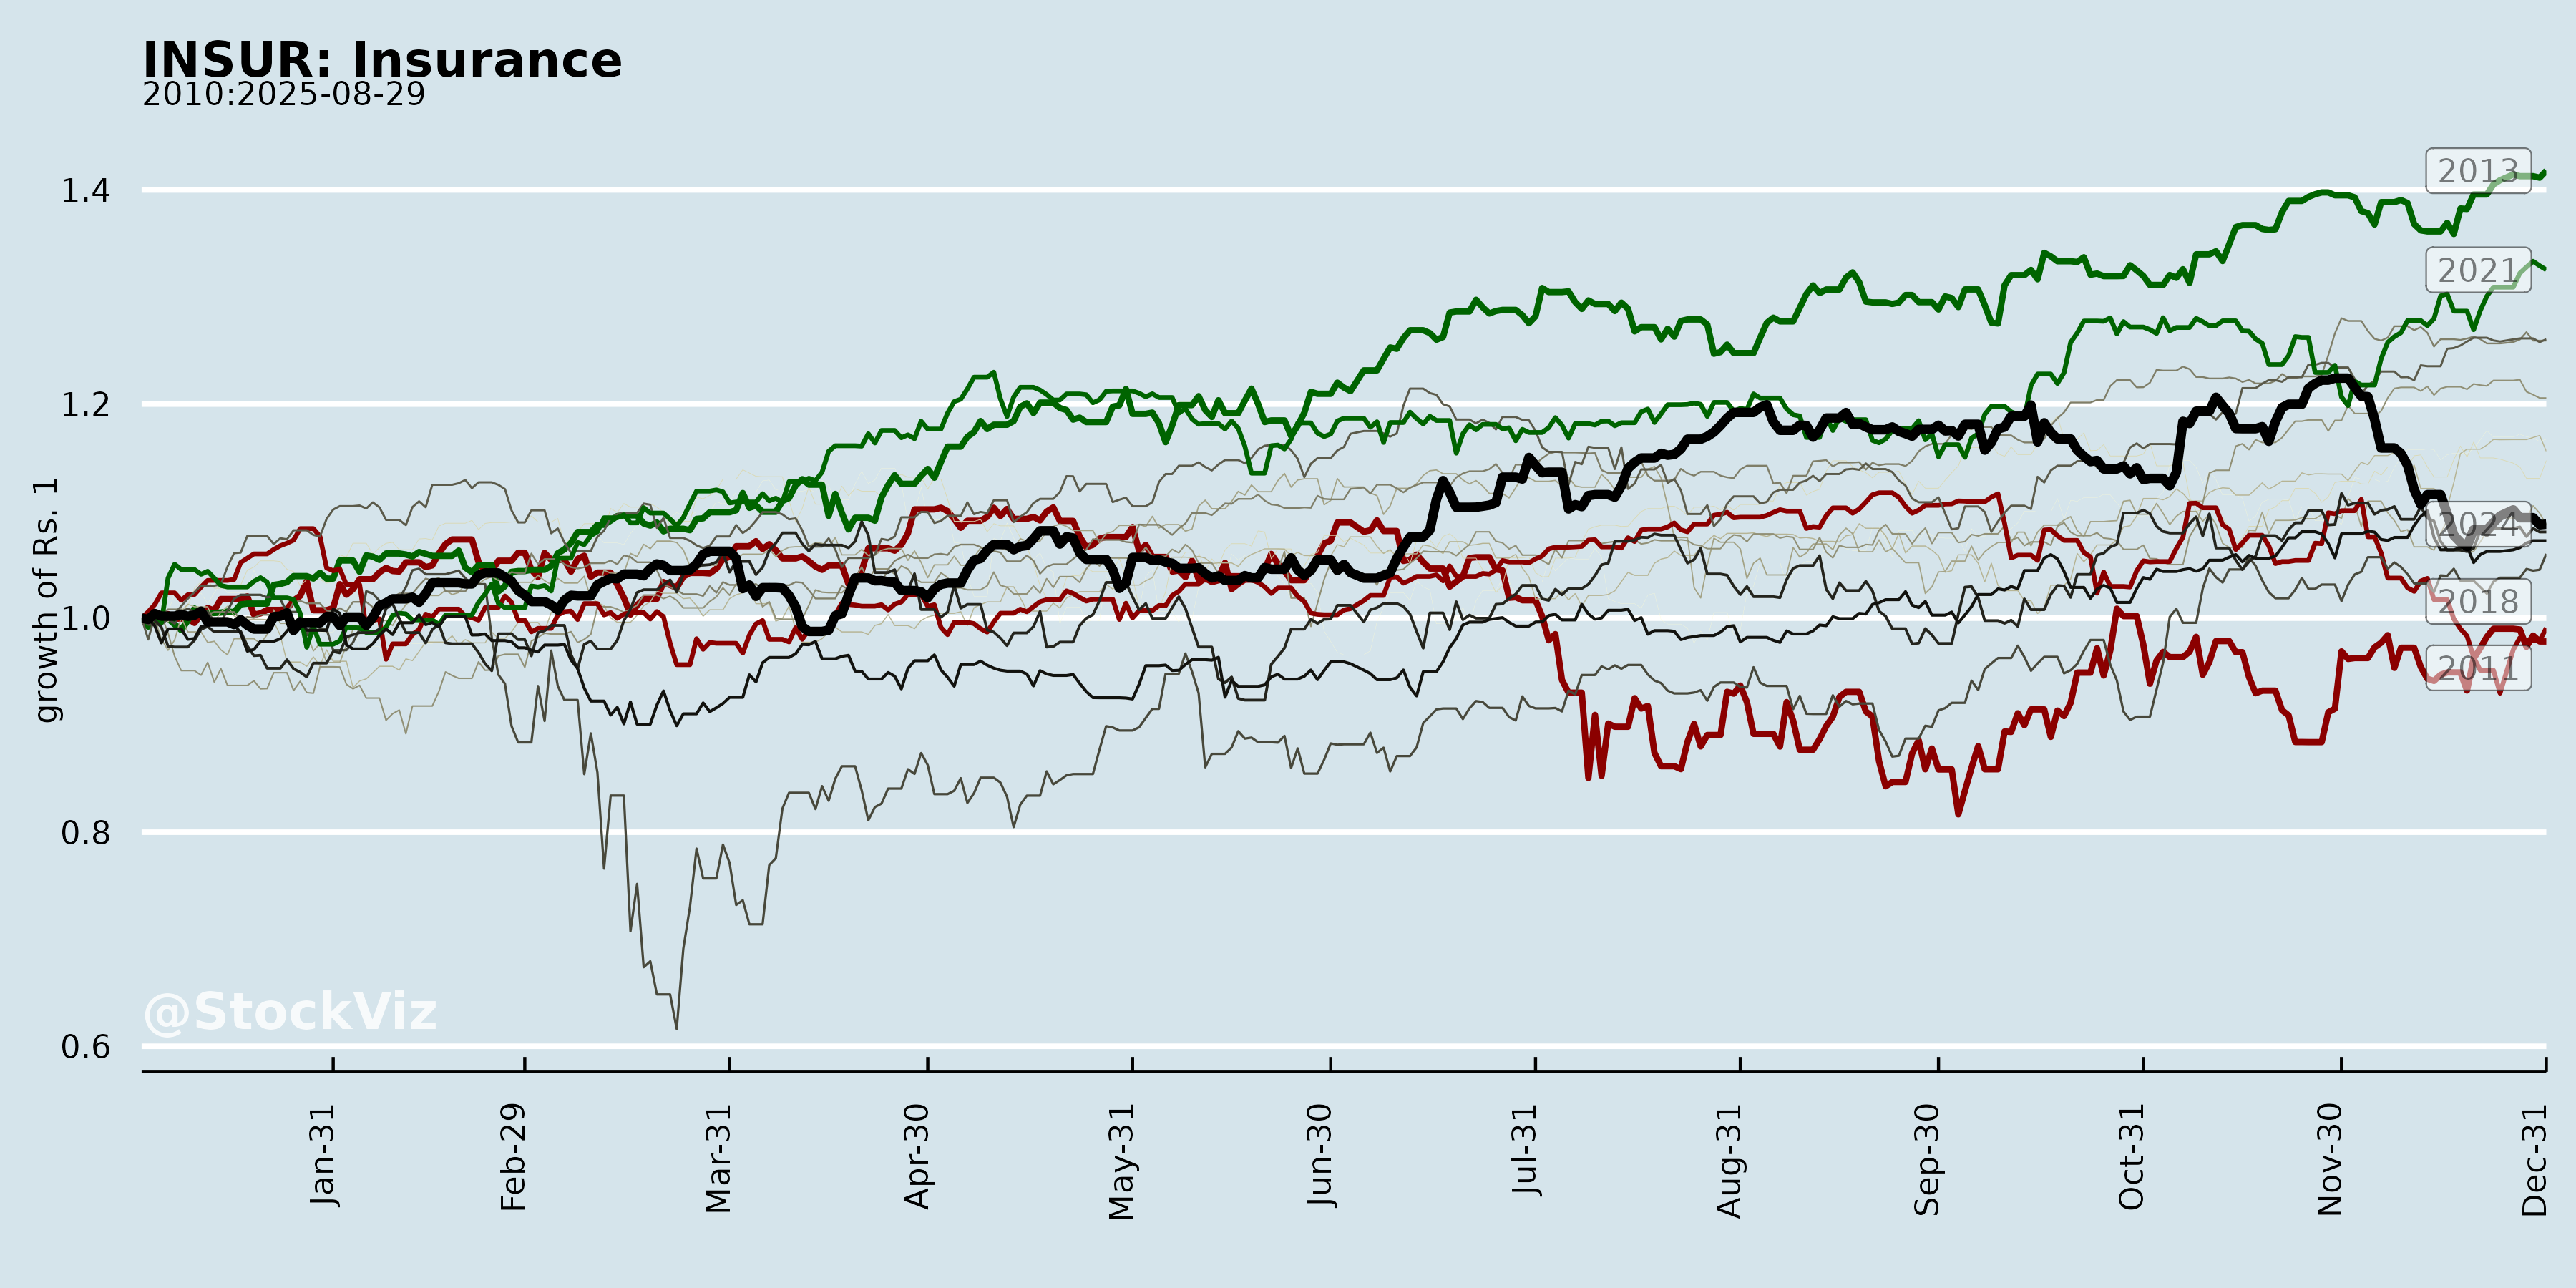 INSUR: Insurance
2010:2025-08-29
growth of Rs. 1
1.4
1.2
1.0
0.8
0.6
2013
2021
2024
2018
2011
@StockViz
Jan-31
Feb-29
Mar-31
Apr-30
May-31
Jun-30
Jul-31
Aug-31
Sep-30
Oct-31
Nov-30
Dec-31